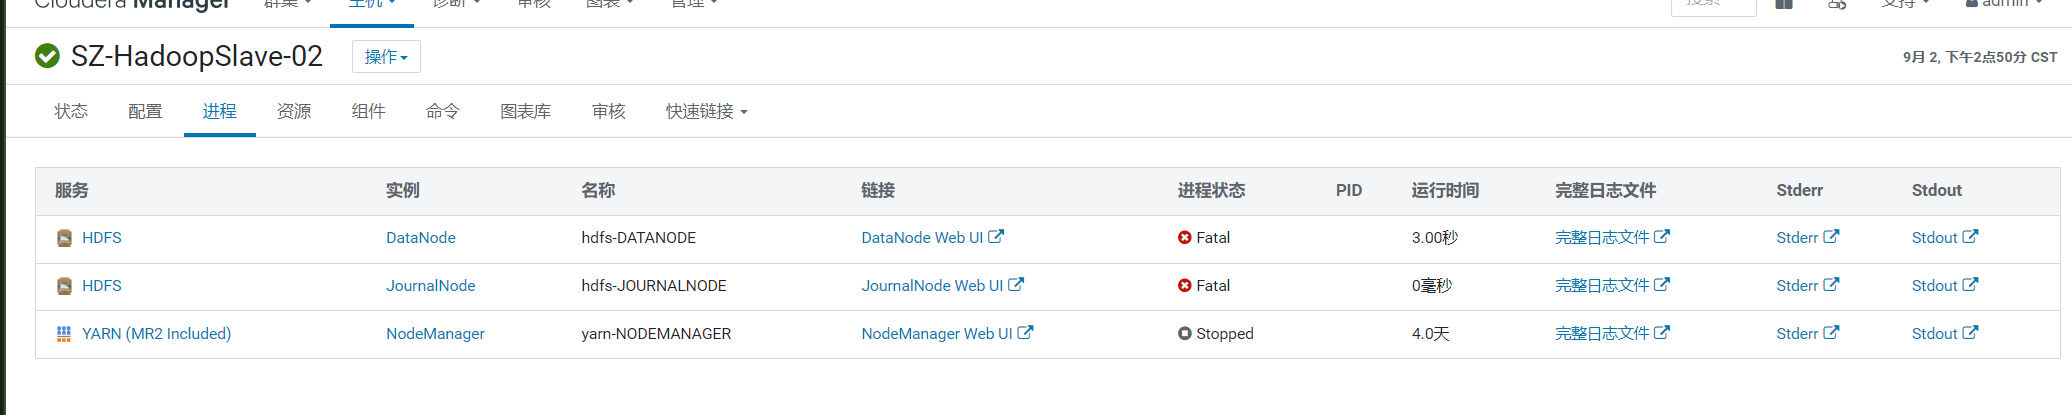 Cloudera Manager 群集 主机 诊断 审核 图表 管理 搜索 支持 admin
SZ-HadoopSlave-02 操作 9月 2, 下午2点50分 CST
状态 配置 进程 资源 组件 命令 图表库 审核 快速链接
服务 实例 名称 链接 进程状态 PID 运行时间 完整日志文件 Stderr Stdout
HDFS DataNode hdfs-DATANODE DataNode Web UI Fatal 3.00秒 完整日志文件 Stderr Stdout
HDFS JournalNode hdfs-JOURNALNODE JournalNode Web UI Fatal 0毫秒 完整日志文件 Stderr Stdout
YARN (MR2 Included) NodeManager yarn-NODEMANAGER NodeManager Web UI Stopped 4.0天 完整日志文件 Stderr Stdout